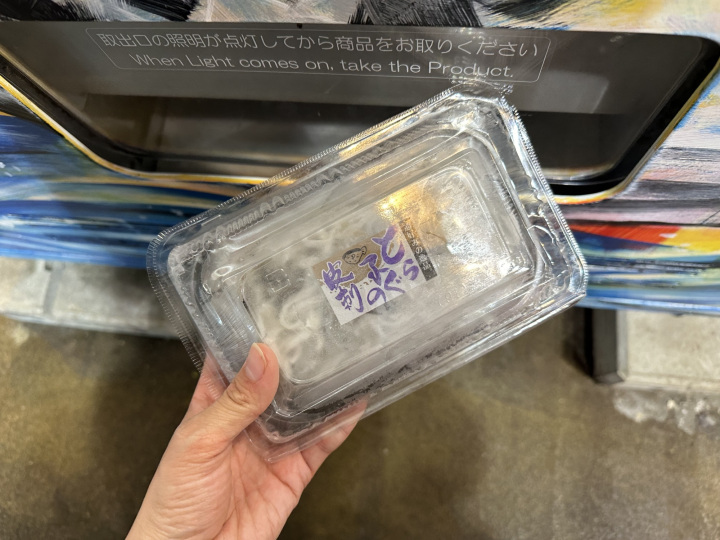 取出口の照明が点灯してから商品をお取りください
When Light comes on, take the Product.
とら
ふぐの
皮刺